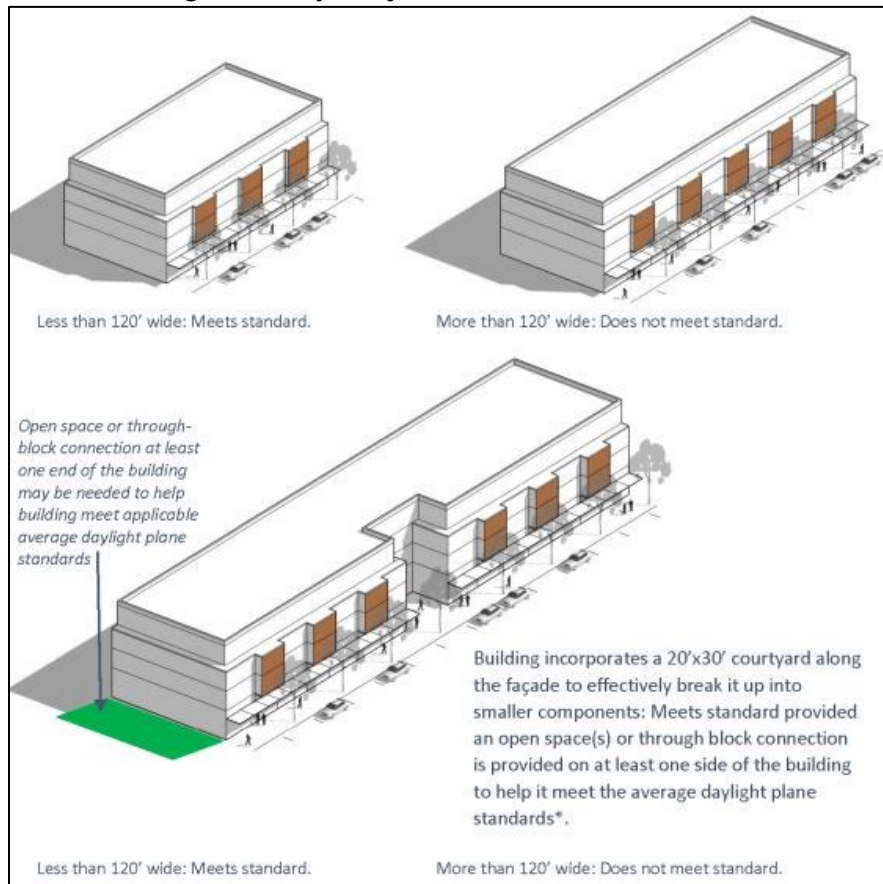 Less than 120’ wide: Meets standard.
More than 120’ wide: Does not meet standard.
Open space or through-
block connection at least
one end of the building
may be needed to help
building meet applicable
average daylight plane
standards
Building incorporates a 20’x30’ courtyard along
the façade to effectively break it up into
smaller components: Meets standard provided
an open space(s) or through block connection
is provided on at least one side of the building
to help it meet the average daylight plane
standards*.
Less than 120’ wide: Meets standard.
More than 120’ wide: Does not meet standard.